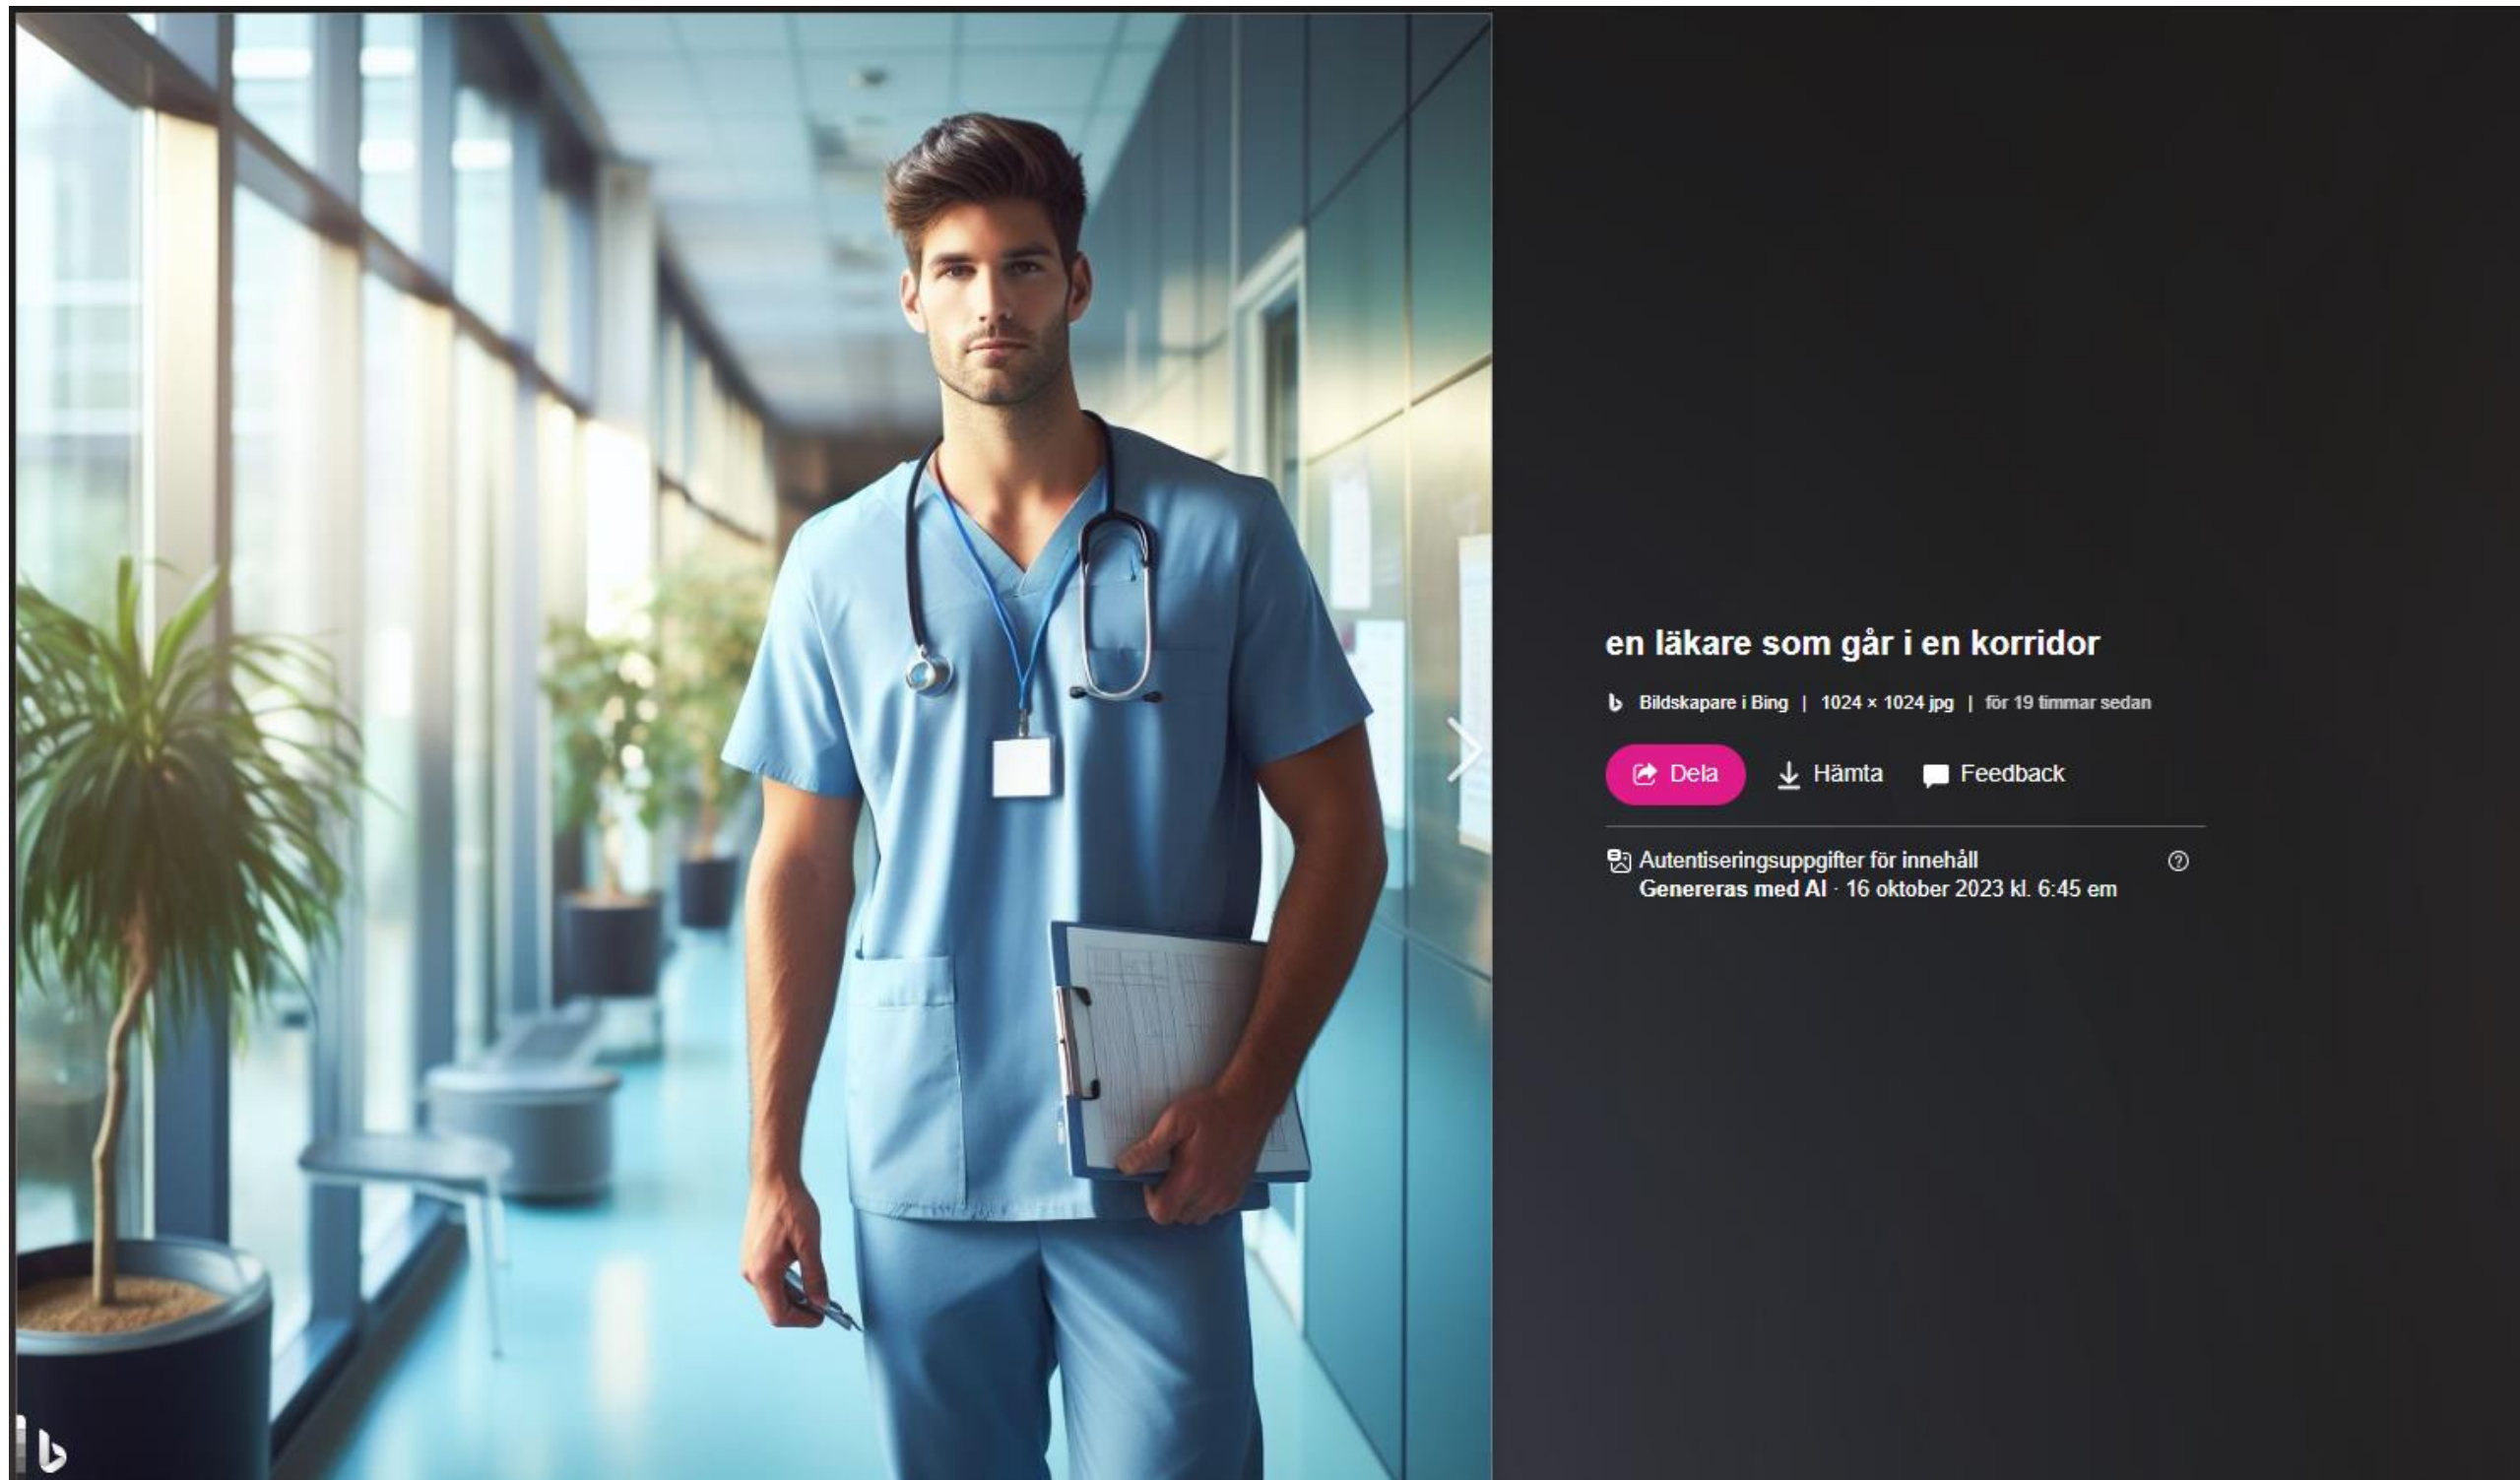 en läkare som går i en korridor
Bildskapare i Bing | 1024 × 1024 jpg | för 19 timmar sedan
Dela Hämta Feedback
Autentiseringsuppgifter för innehåll
Genereras med AI · 16 oktober 2023 kl. 6:45 em